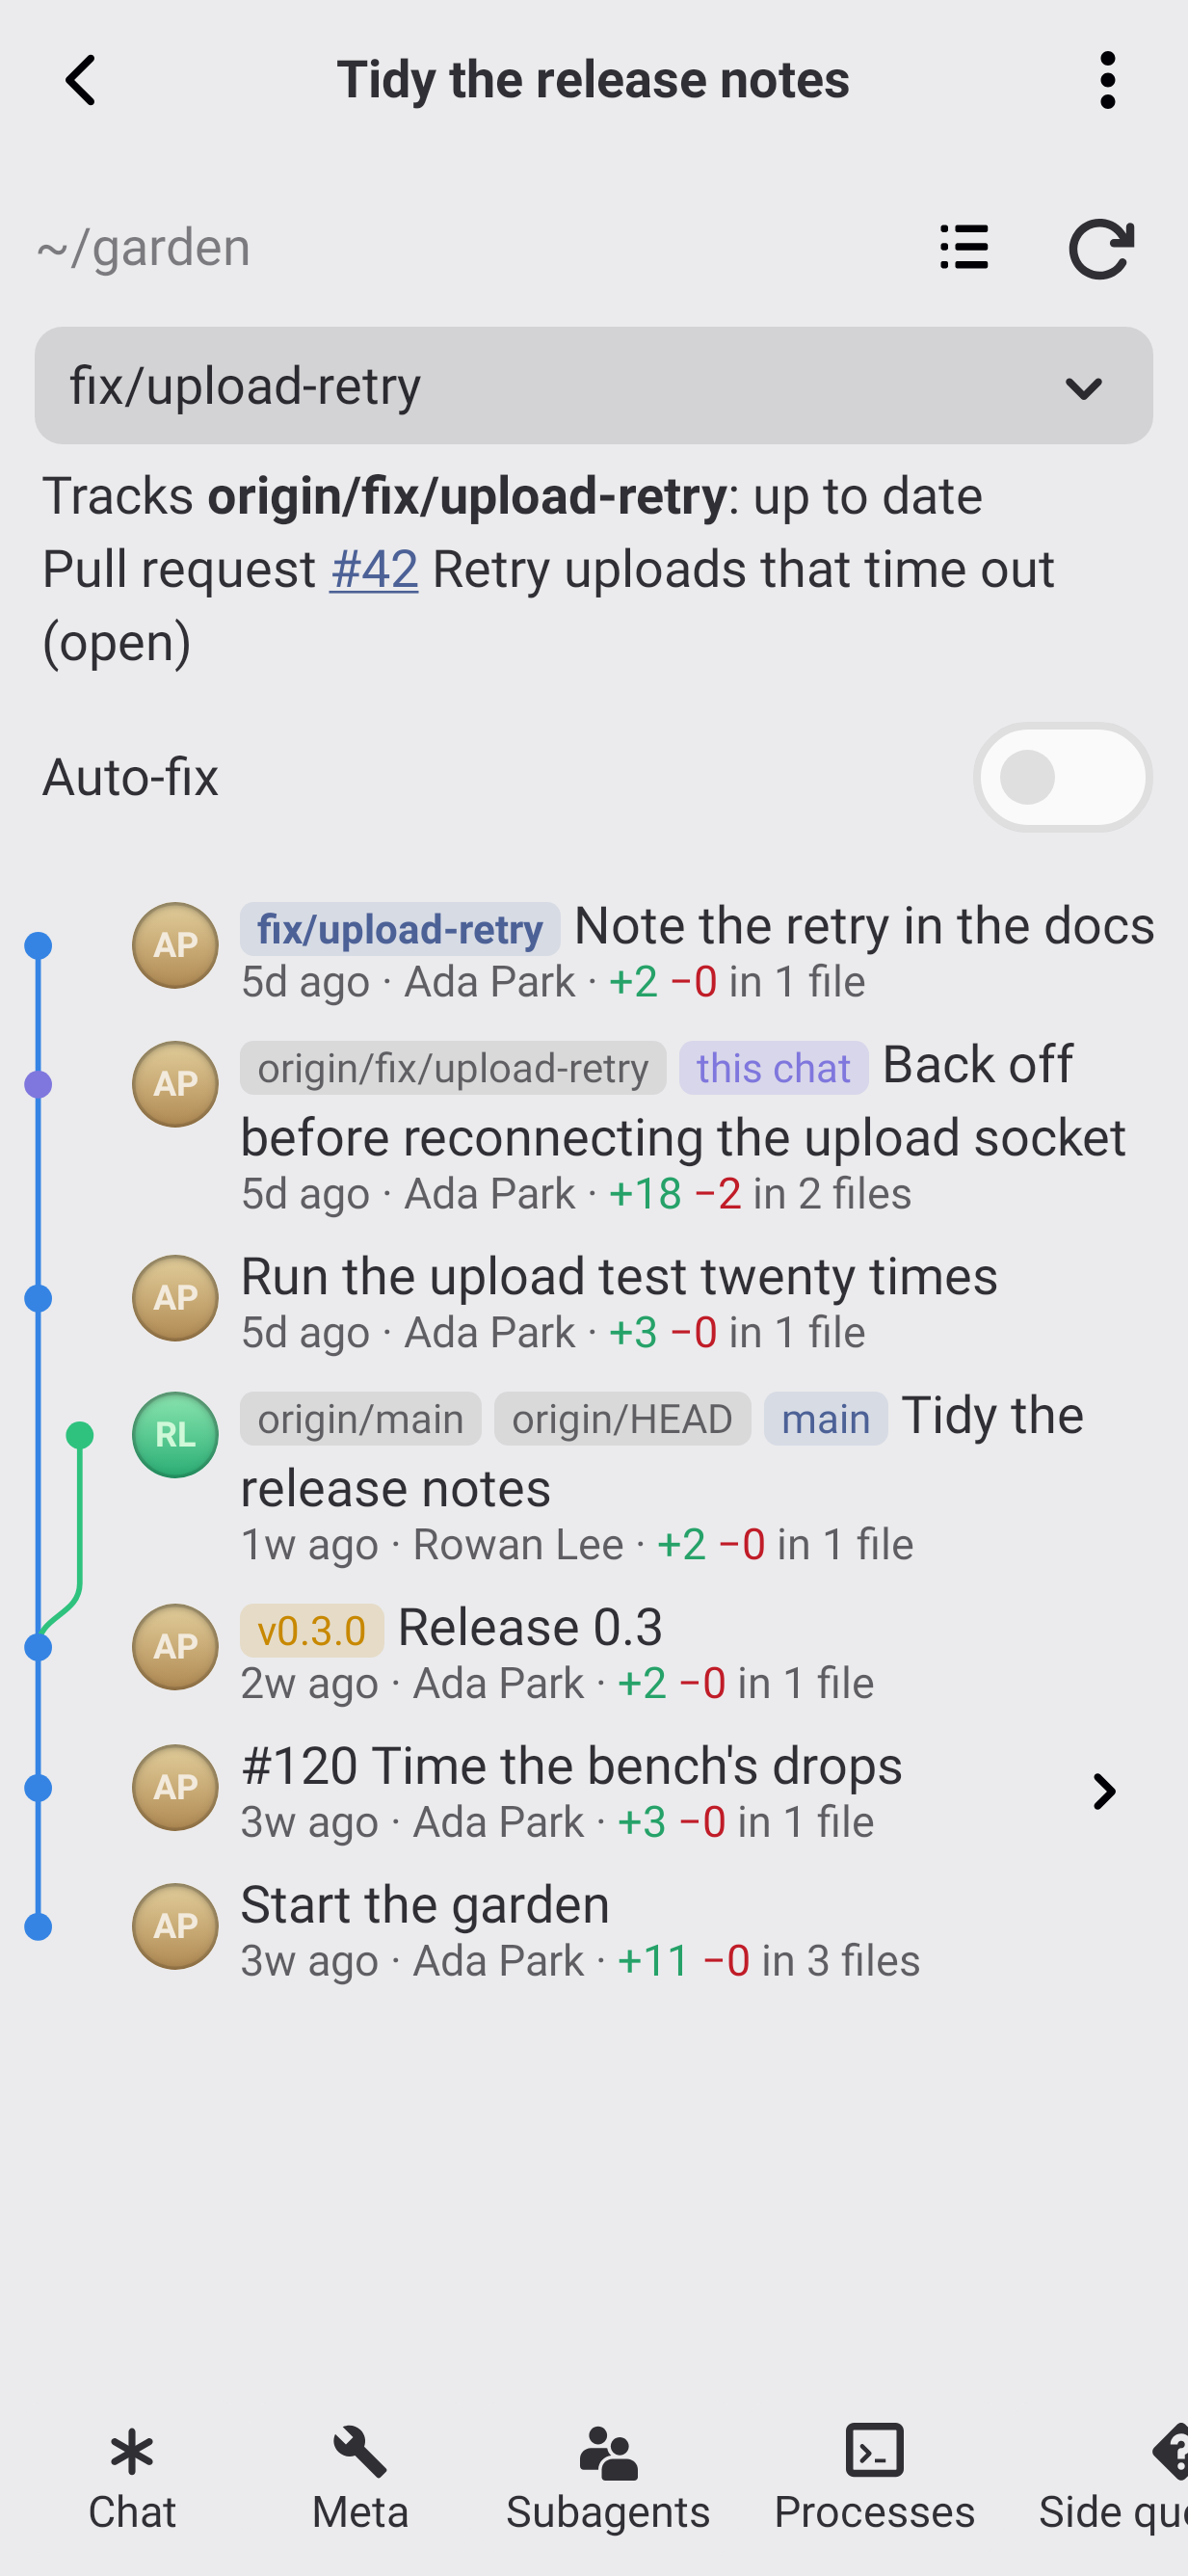 Tidy the release notes
~/garden
fix/upload-retry
Tracks origin/fix/upload-retry: up to date
Pull request #42 Retry uploads that time out
(open)
Auto-fix
AP fix/upload-retry Note the retry in the docs
5d ago · Ada Park · +2 −0 in 1 file
AP origin/fix/upload-retry this chat Back off
before reconnecting the upload socket
5d ago · Ada Park · +18 −2 in 2 files
AP Run the upload test twenty times
5d ago · Ada Park · +3 −0 in 1 file
RL origin/main origin/HEAD main Tidy the
release notes
1w ago · Rowan Lee · +2 −0 in 1 file
AP v0.3.0 Release 0.3
2w ago · Ada Park · +2 −0 in 1 file
AP #120 Time the bench's drops
3w ago · Ada Park · +3 −0 in 1 file
AP Start the garden
3w ago · Ada Park · +11 −0 in 3 files
Chat Meta Subagents Processes Side